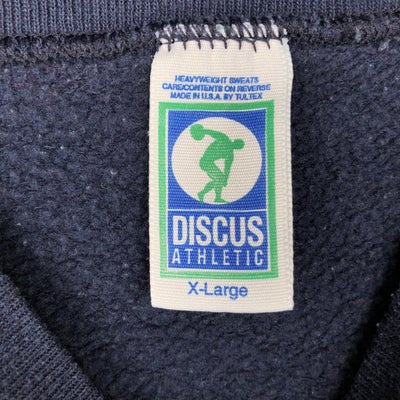 HEAVYWEIGHT SWEATS
CARE/CONTENTS ON REVERSE
MADE IN U.S.A. BY TULTEX
DISCUS
ATHLETIC
X-Large